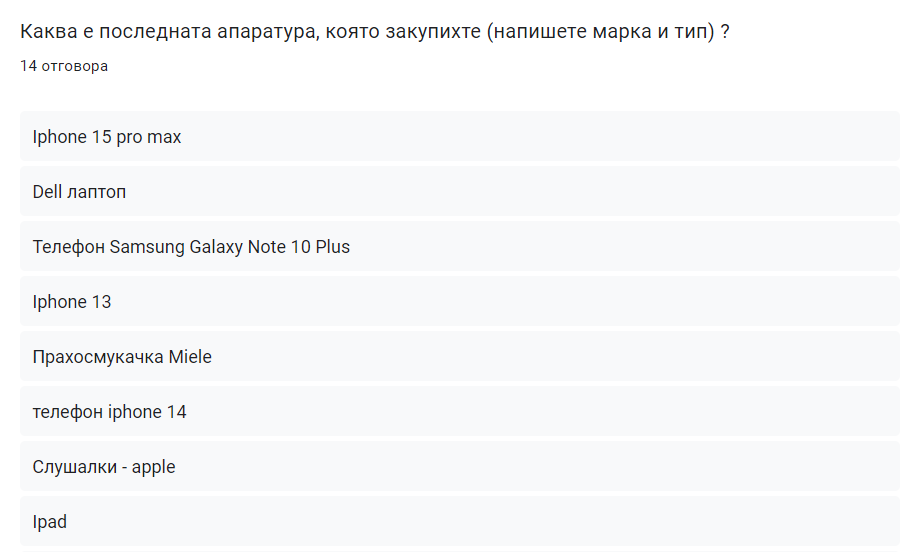 Каква е последната апаратура, която закупихте (напишете марка и тип) ?
14 отговора
Iphone 15 pro max
Dell лаптоп
Телефон Samsung Galaxy Note 10 Plus
Iphone 13
Прахосмукачка Miele
телефон iphone 14
Слушалки - apple
Ipad